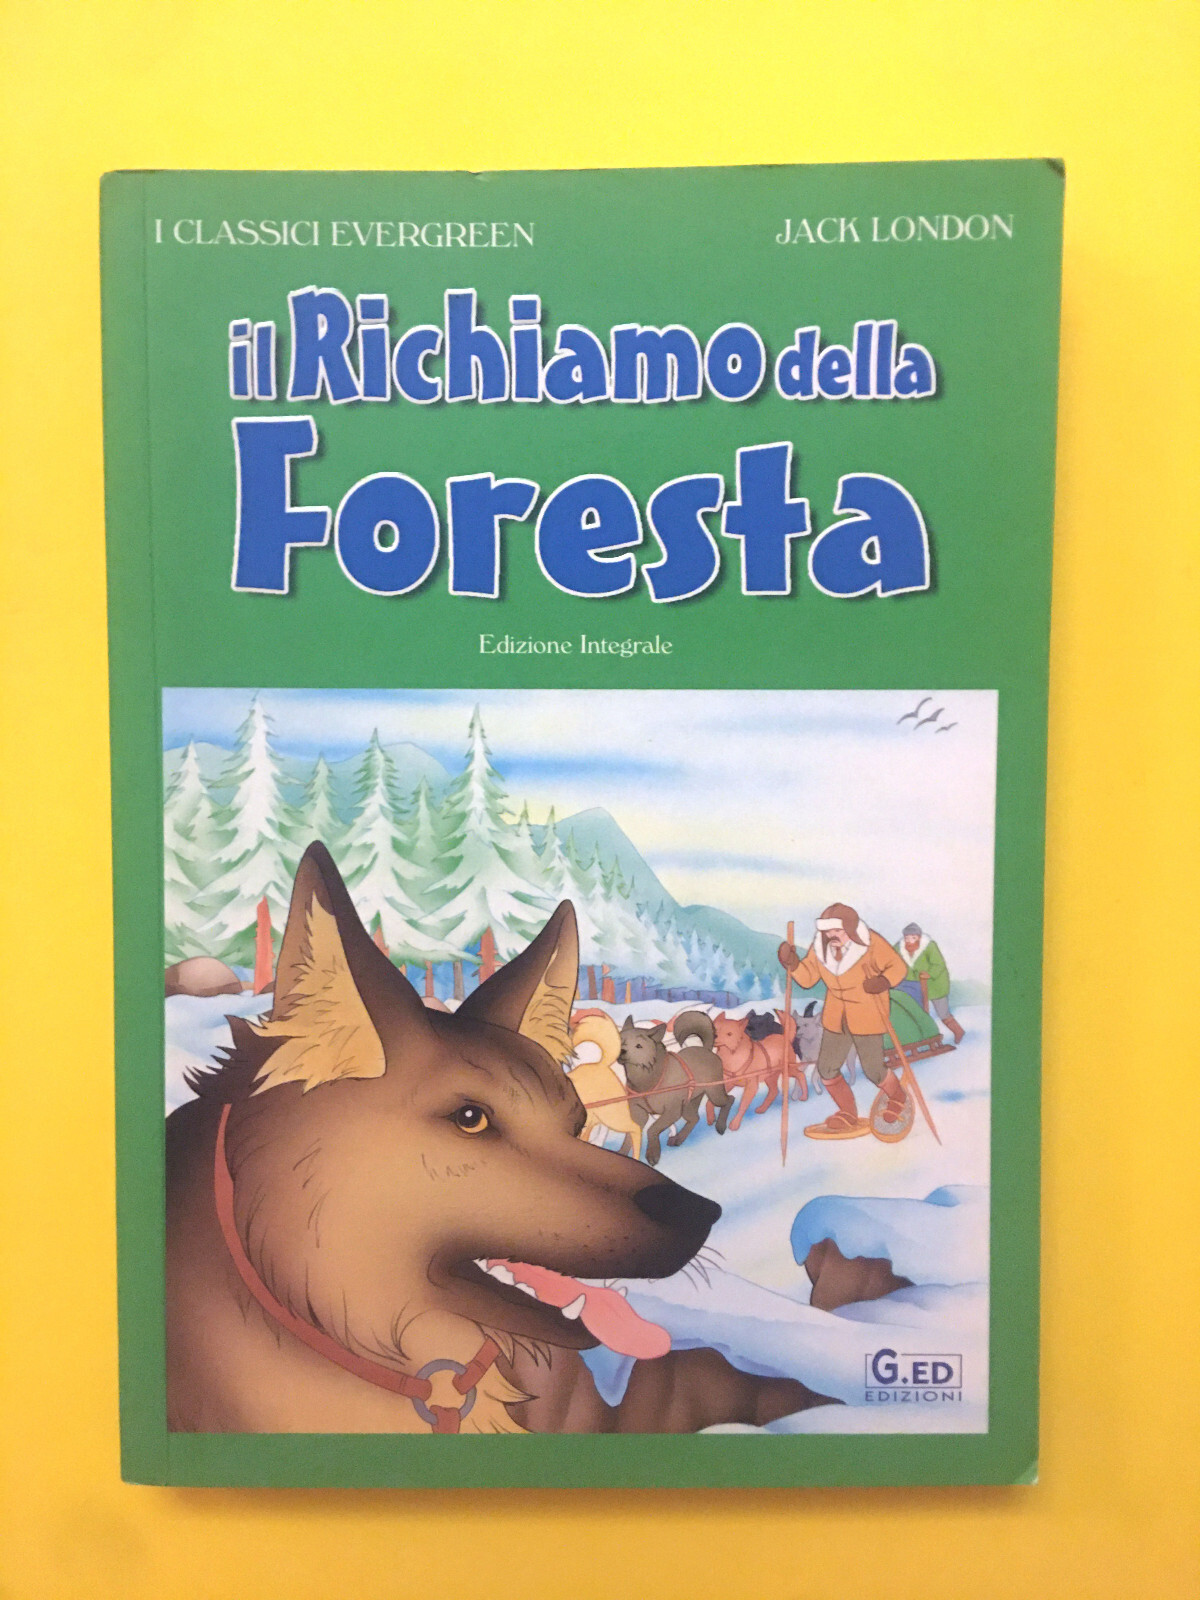 I CLASSICI EVERGREEN
JACK LONDON
il Richiamo della
Foresta
Edizione Integrale
G.ED
EDIZIONI